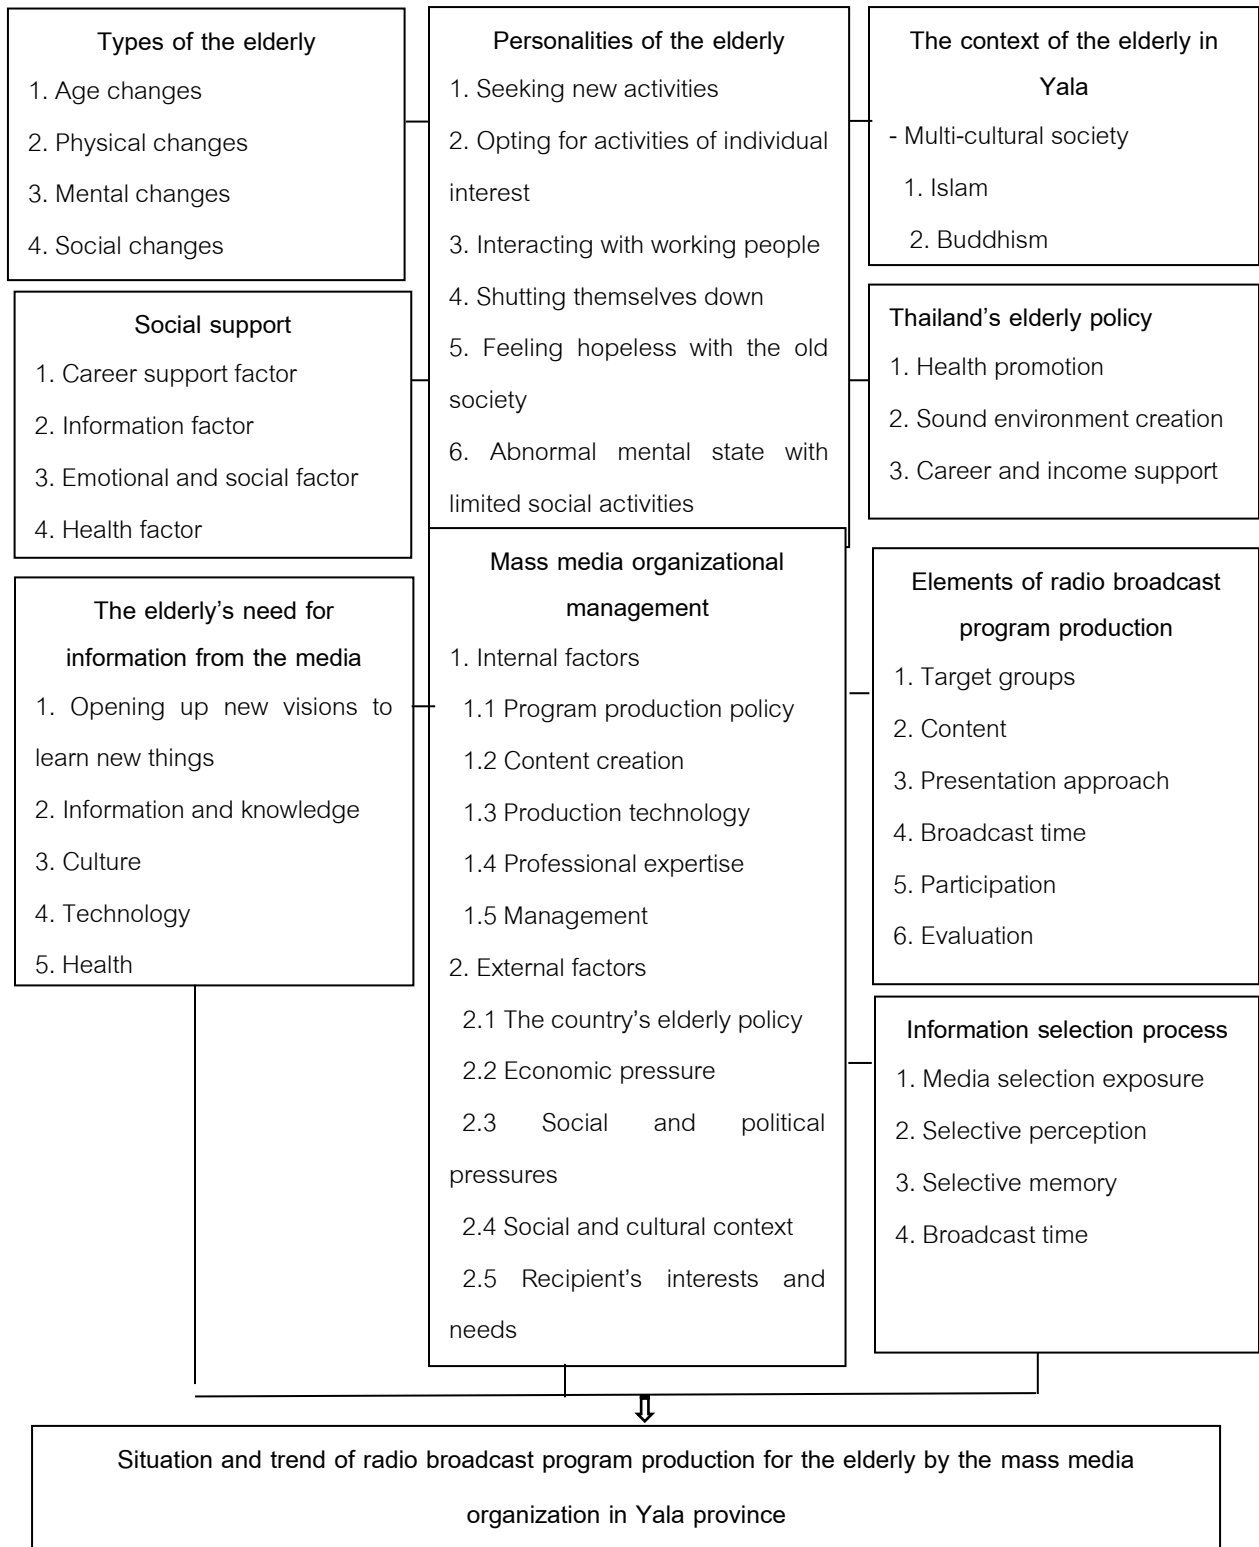 Types of the elderly
1. Age changes
2. Physical changes
3. Mental changes
4. Social changes
Social support
1. Career support factor
2. Information factor
3. Emotional and social factor
4. Health factor
The elderly's need for
information from the media
1. Opening up new visions to
learn new things
2. Information and knowledge
3. Culture
4. Technology
5. Health
Personalities of the elderly
1. Seeking new activities
2. Opting for activities of individual
interest
3. Interacting with working people
4. Shutting themselves down
5. Feeling hopeless with the old
society
6. Abnormal mental state with
limited social activities
Mass media organizational
management
1. Internal factors
1.1 Program production policy
1.2 Content creation
1.3 Production technology
1.4 Professional expertise
1.5 Management
2. External factors
2.1 The country's elderly policy
2.2 Economic pressure
2.3 Social and political
pressures
2.4 Social and cultural context
2.5 Recipient's interests and
needs
The context of the elderly in
Yala
- Multi-cultural society
1. Islam
2. Buddhism
Thailand's elderly policy
1. Health promotion
2. Sound environment creation
3. Career and income support
Elements of radio broadcast
program production
1. Target groups
2. Content
3. Presentation approach
4. Broadcast time
5. Participation
6. Evaluation
Information selection process
1. Media selection exposure
2. Selective perception
3. Selective memory
4. Broadcast time
Situation and trend of radio broadcast program production for the elderly by the mass media
organization in Yala province